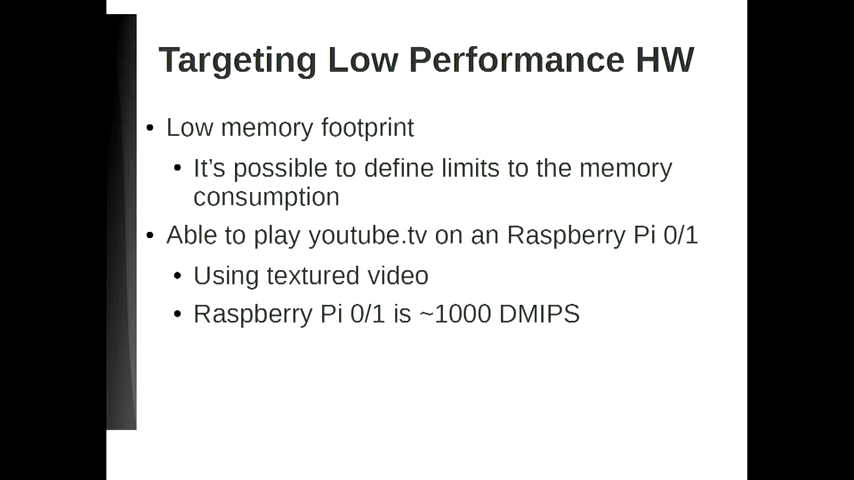 Targeting Low Performance HW
• Low memory footprint
• It’s possible to define limits to the memory
consumption
• Able to play youtube.tv on an Raspberry Pi 0/1
• Using textured video
• Raspberry Pi 0/1 is ~1000 DMIPS